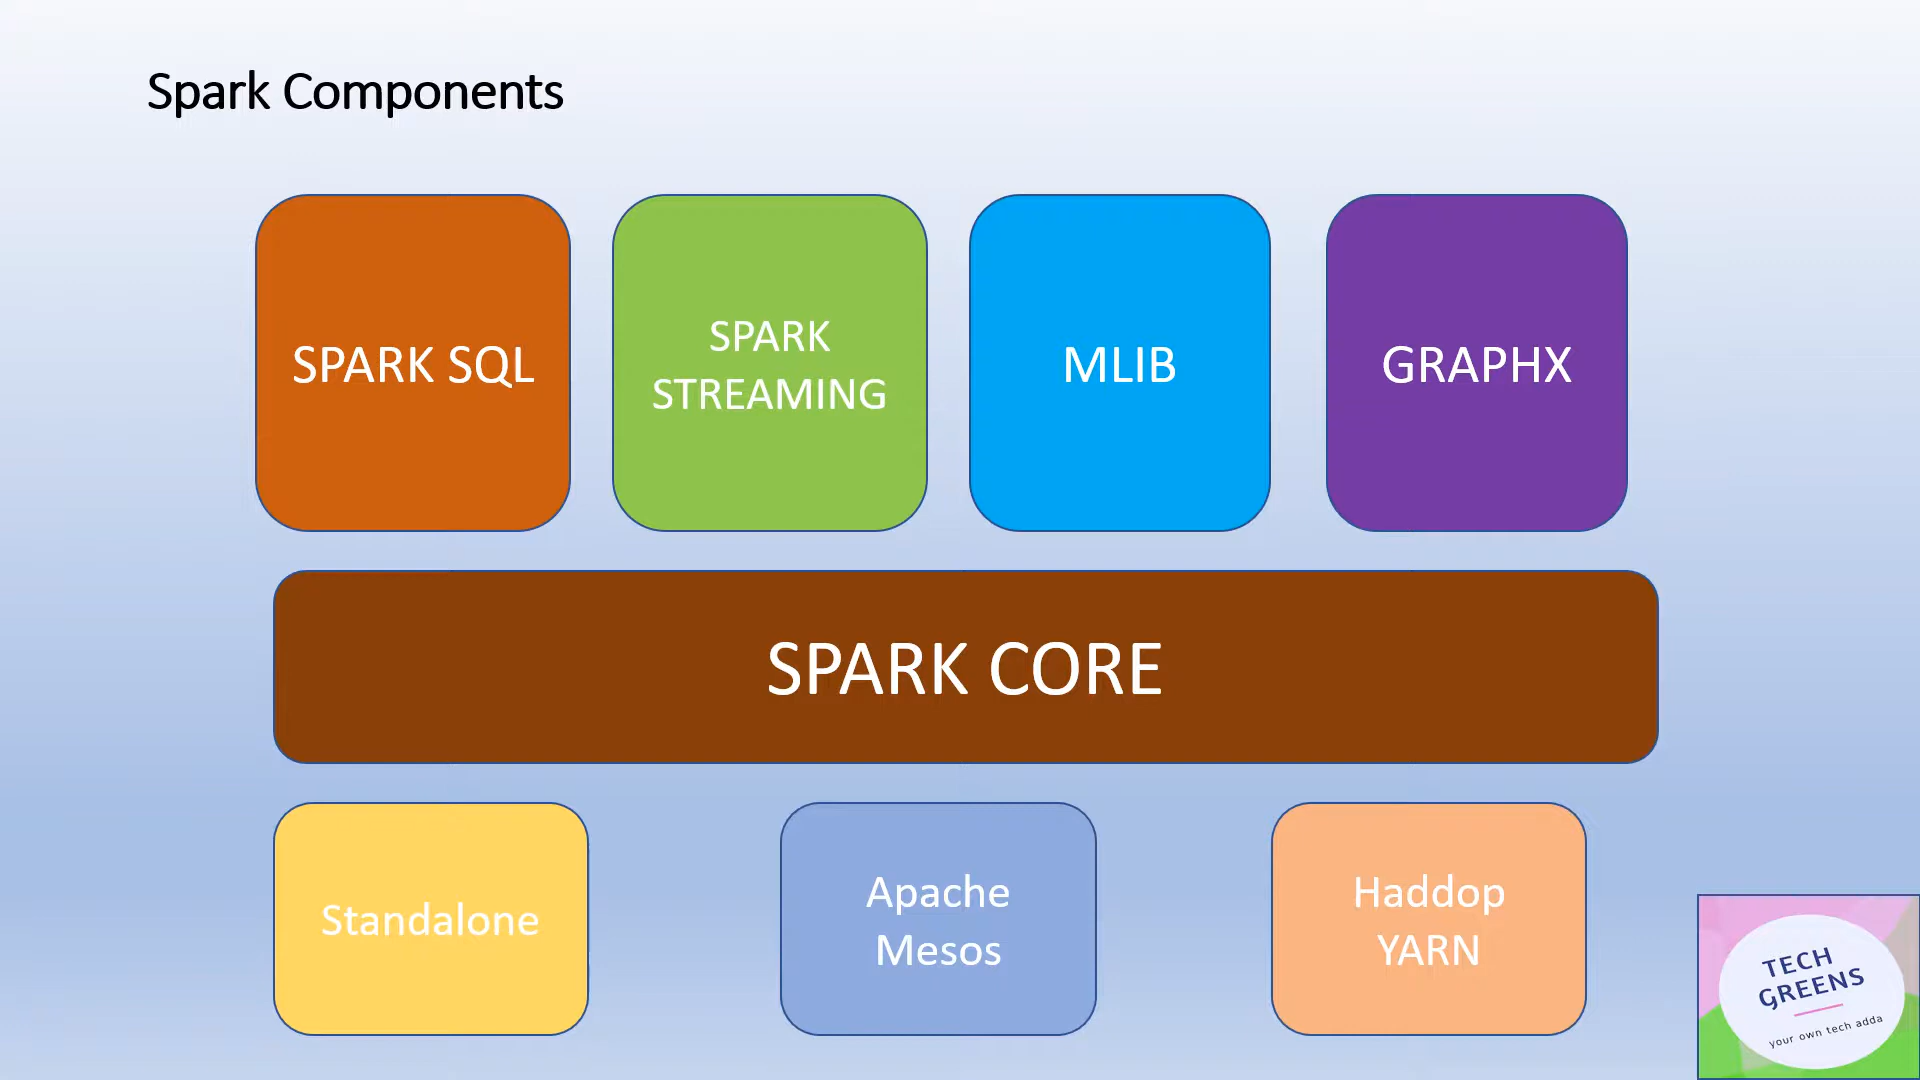 Spark Components
SPARK SQL
SPARK
STREAMING
MLIB
GRAPHX
SPARK CORE
Standalone
Apache
Mesos
Haddop
YARN
TECH
GREENS
your own tech adda